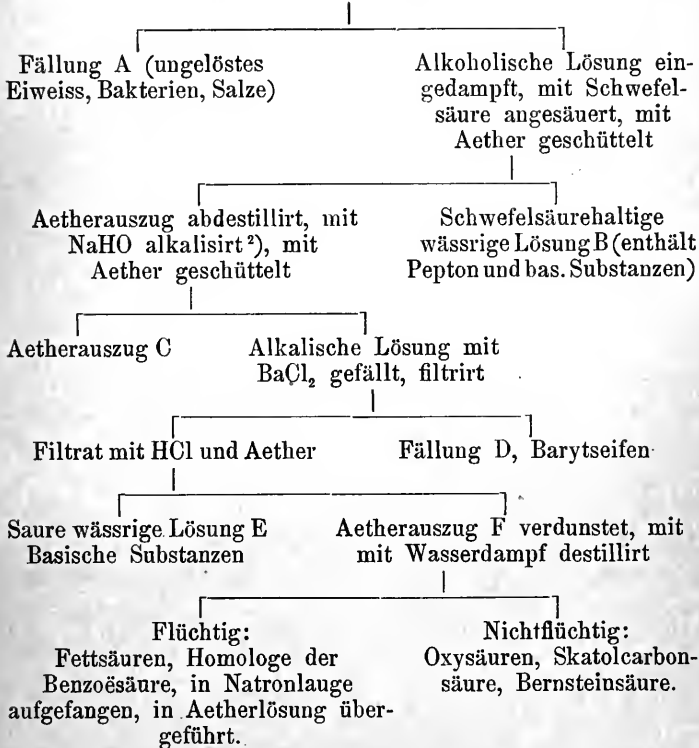 Fällung A (ungelöstes
Eiweiss, Bakterien, Salze)
Alkoholische Lösung ein-
gedampft, mit Schwefel-
säure angesäuert, mit
Aether geschüttelt
Aetherauszug abdestillirt, mit
NaHO alkalisirt²), mit
Aether geschüttelt
Schwefelsäurehaltige
wässrige Lösung B (enthält
Pepton und bas. Substanzen)
Aetherauszug C
Alkalische Lösung mit
BaCl₂ gefällt, filtrirt
Filtrat mit HCl und Aether
Fällung D, Barytseifen
Saure wässrige Lösung E
Basische Substanzen
Aetherauszug F verdunstet, mit
mit Wasserdampf destillirt
Flüchtig:
Fettsäuren, Homologe der
Benzoësäure, in Natronlauge
aufgefangen, in Aetherlösung über-
geführt.
Nichtflüchtig:
Oxysäuren, Skatolcarbon-
säure, Bernsteinsäure.